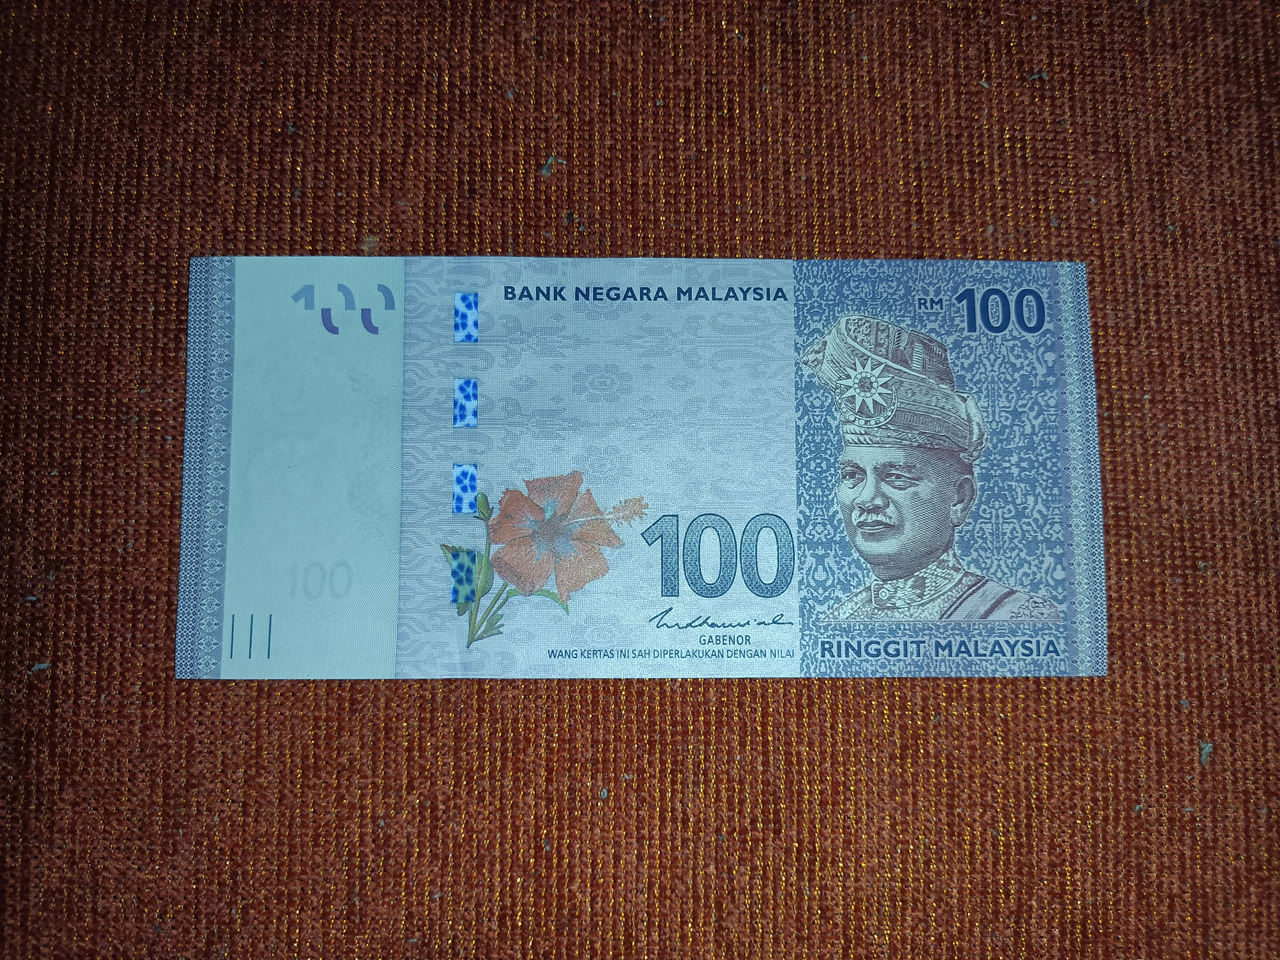 BANK NEGARA MALAYSIA
RM 100
100
100
GABENOR
WANG KERTAS INI SAH DIPERLAKUKAN DENGAN NILAI
RINGGIT MALAYSIA